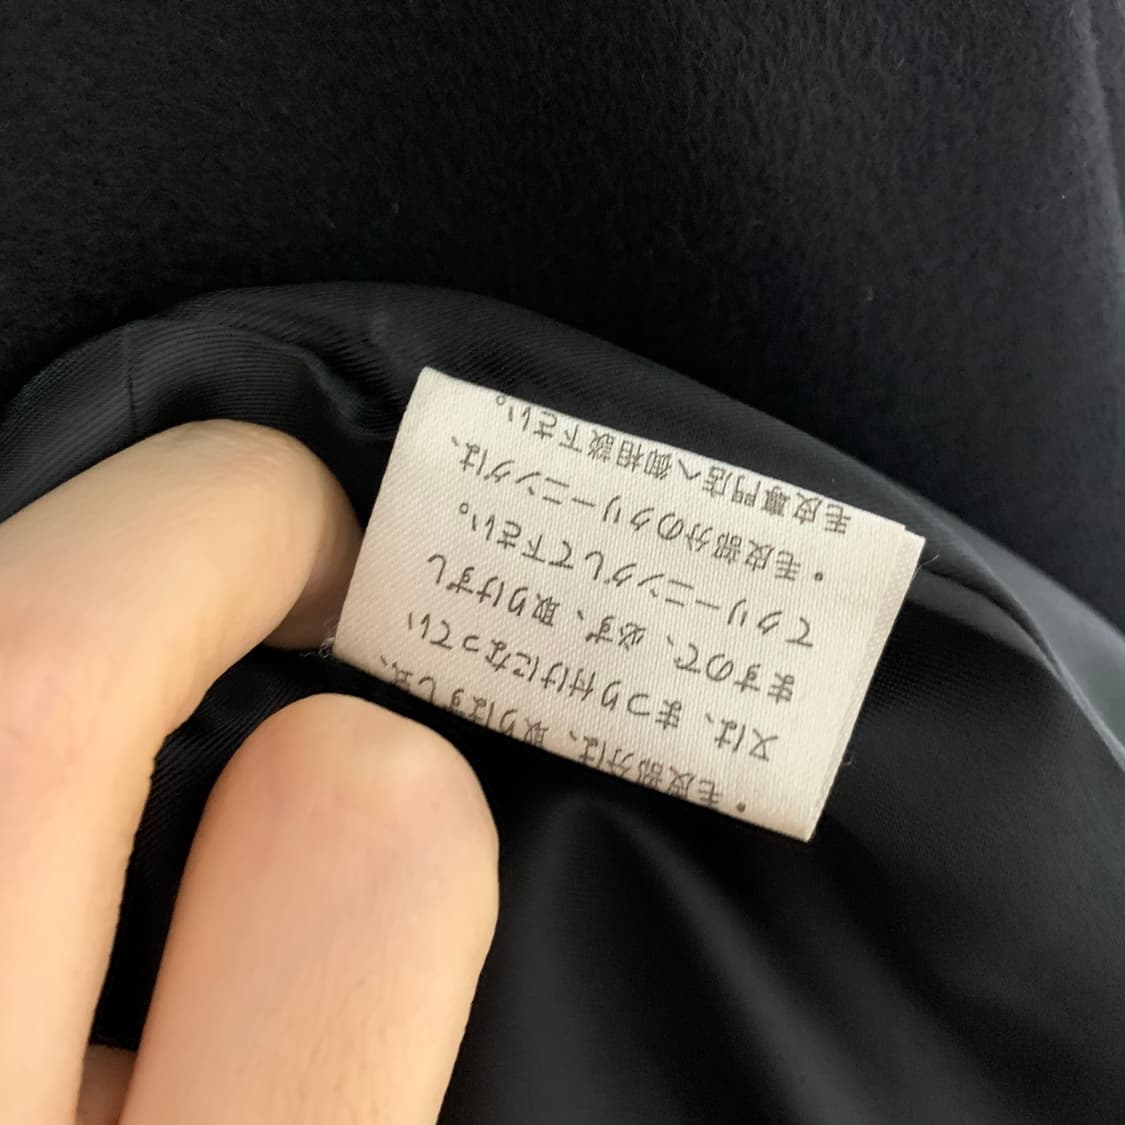 ・毛皮部分は、取りはずし式、
又は、まつり付けになってい
ますので、必ず、取りはずし
てクリーニングして下さい。
・毛皮部分のクリーニングは、
毛皮専門店へ御相談下さい。